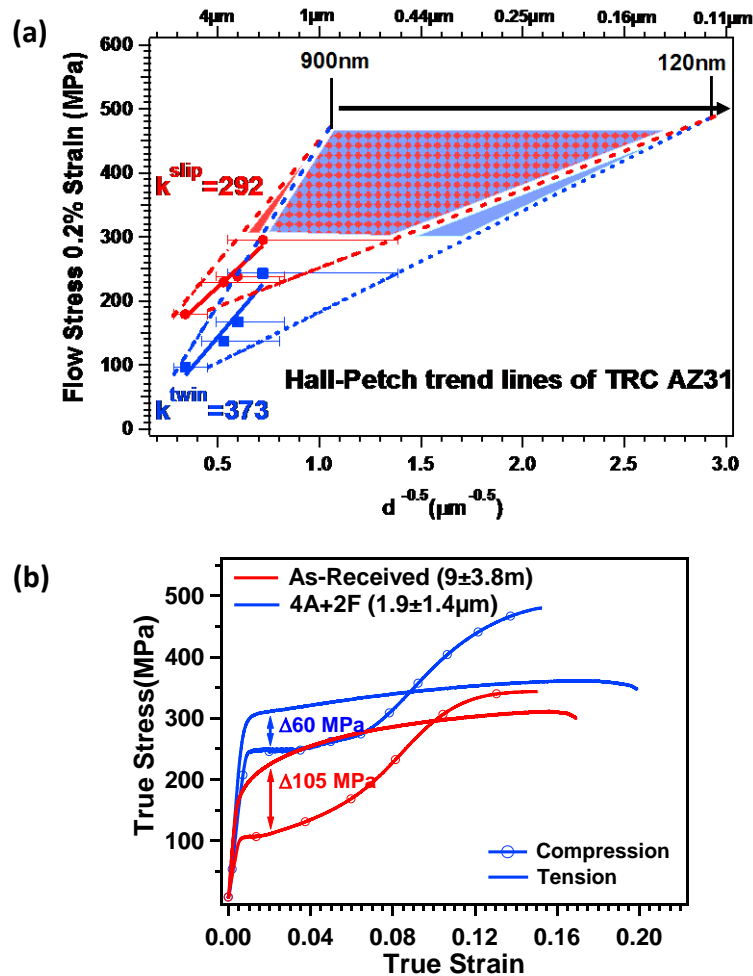 (a)
4µm 1µm 0.44µm 0.25µm 0.16µm 0.11µm
900nm 120nm
600
500
400
300
200
100
0
Flow Stress 0.2% Strain (MPa)
k^slip=292
k^twin=373
Hall-Petch trend lines of TRC AZ31
0.5 1.0 1.5 2.0 2.5 3.0
d^-0.5(µm^-0.5)
(b)
As-Received (9±3.8m)
4A+2F (1.9±1.4µm)
500
400
300
200
100
True Stress(MPa)
Δ60 MPa
Δ105 MPa
Compression
Tension
0.00 0.04 0.08 0.12 0.16 0.20
True Strain